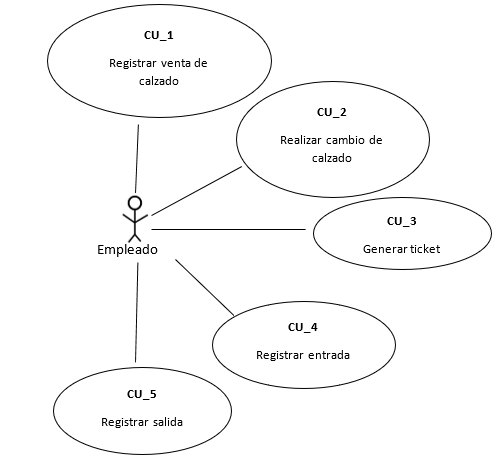 CU_1
Registrar venta de
calzado
CU_2
Realizar cambio de
calzado
CU_3
Generar ticket
Empleado
CU_4
Registrar entrada
CU_5
Registrar salida